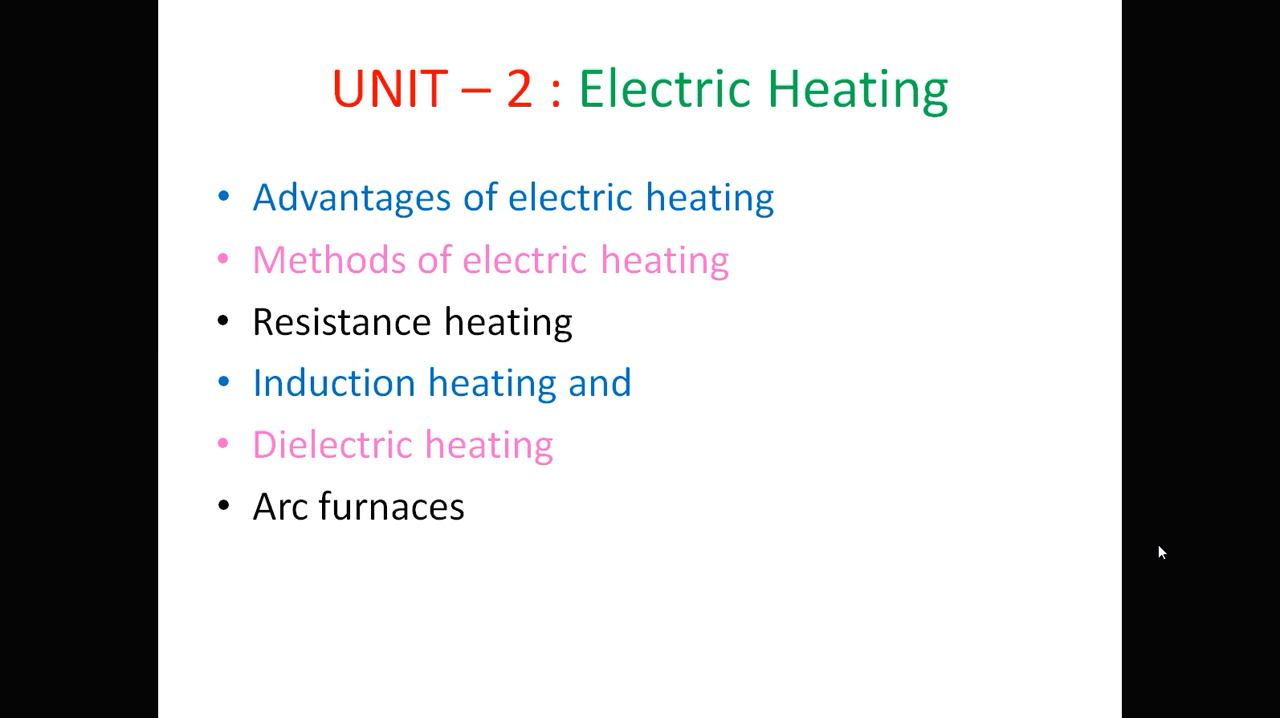 UNIT – 2 : Electric Heating
• Advantages of electric heating
• Methods of electric heating
• Resistance heating
• Induction heating and
• Dielectric heating
• Arc furnaces